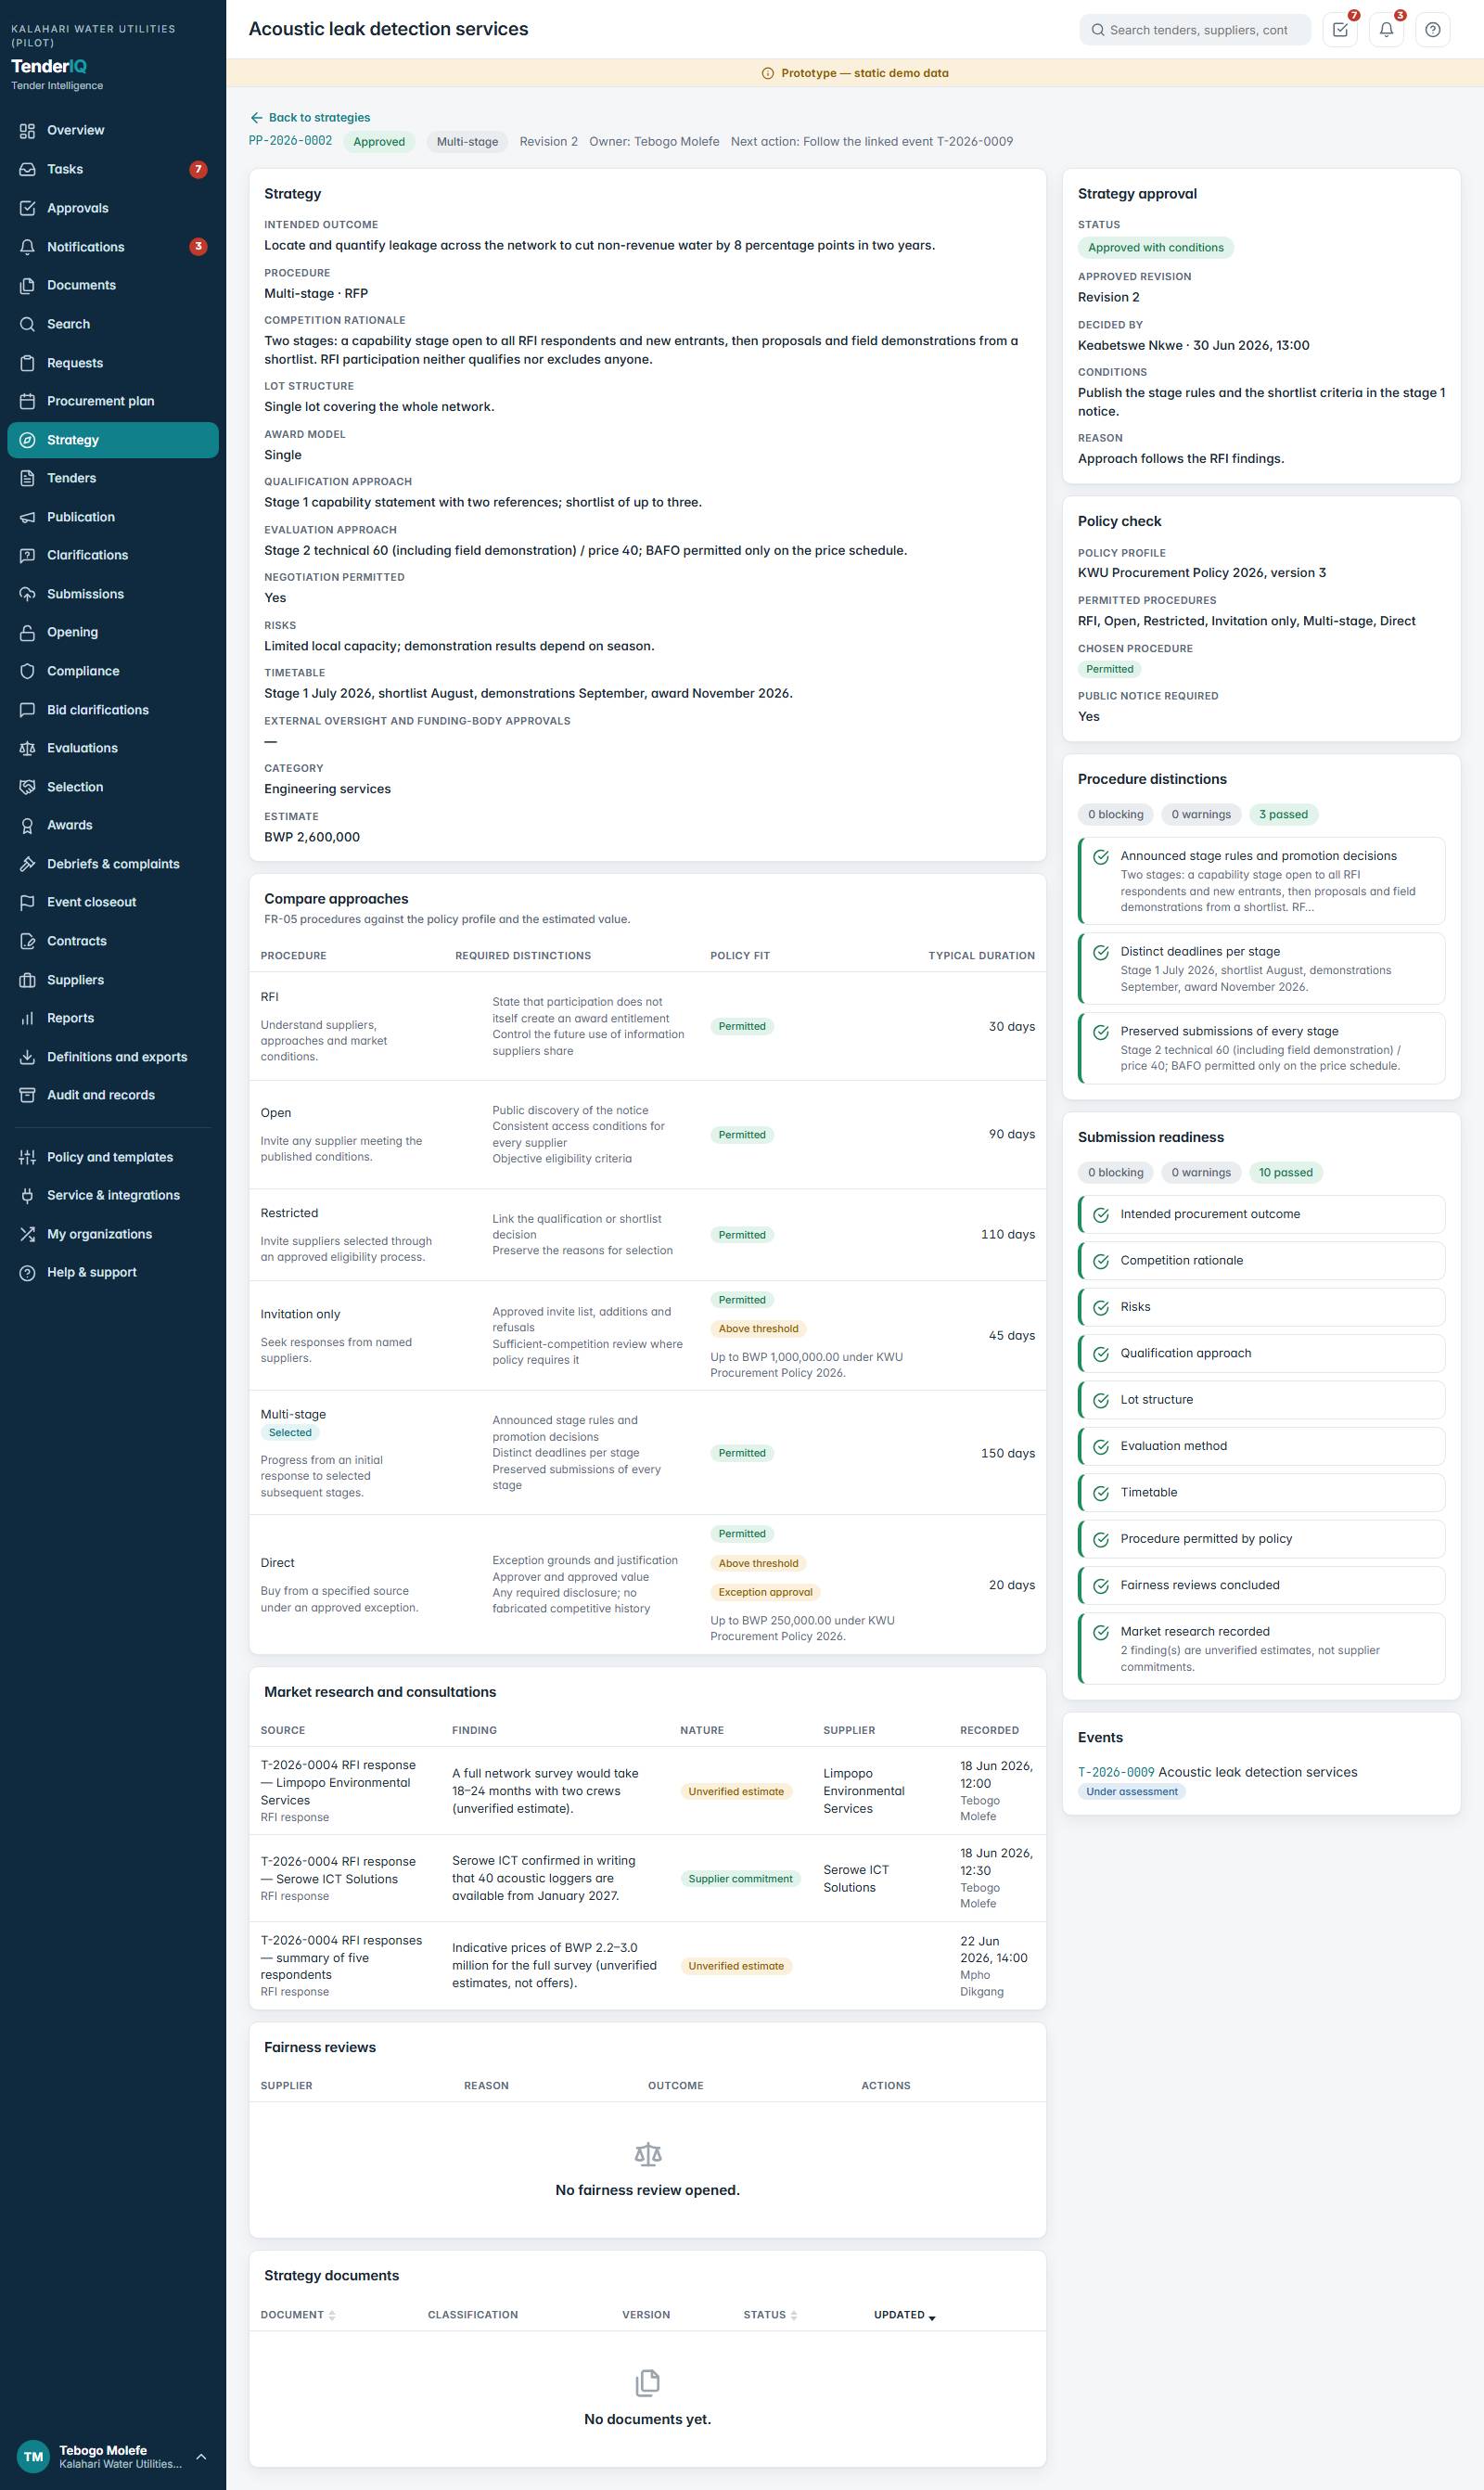 KALAHARI WATER UTILITIES
(PILOT)
TenderIQ
Tender Intelligence
Overview
Tasks 7
Approvals
Notifications 3
Documents
Search
Requests
Procurement plan
Strategy
Tenders
Publication
Clarifications
Submissions
Opening
Compliance
Bid clarifications
Evaluations
Selection
Awards
Debriefs & complaints
Event closeout
Contracts
Suppliers
Reports
Definitions and exports
Audit and records
Policy and templates
Service & integrations
My organizations
Help & support
TM
Tebogo Molefe
Kalahari Water Utilities...
Acoustic leak detection services
Search tenders, suppliers, cont
7
3
Prototype — static demo data
Back to strategies
PP-2026-0002 Approved Multi-stage Revision 2 Owner: Tebogo Molefe Next action: Follow the linked event T-2026-0009
Strategy
INTENDED OUTCOME
Locate and quantify leakage across the network to cut non-revenue water by 8 percentage points in two years.
PROCEDURE
Multi-stage · RFP
COMPETITION RATIONALE
Two stages: a capability stage open to all RFI respondents and new entrants, then proposals and field demonstrations from a
shortlist. RFI participation neither qualifies nor excludes anyone.
LOT STRUCTURE
Single lot covering the whole network.
AWARD MODEL
Single
QUALIFICATION APPROACH
Stage 1 capability statement with two references; shortlist of up to three.
EVALUATION APPROACH
Stage 2 technical 60 (including field demonstration) / price 40; BAFO permitted only on the price schedule.
NEGOTIATION PERMITTED
Yes
RISKS
Limited local capacity; demonstration results depend on season.
TIMETABLE
Stage 1 July 2026, shortlist August, demonstrations September, award November 2026.
EXTERNAL OVERSIGHT AND FUNDING-BODY APPROVALS
—
CATEGORY
Engineering services
ESTIMATE
BWP 2,600,000
Compare approaches
FR-05 procedures against the policy profile and the estimated value.
PROCEDURE REQUIRED DISTINCTIONS POLICY FIT TYPICAL DURATION
RFI
Understand suppliers,
approaches and market
conditions.
State that participation does not
itself create an award entitlement
Control the future use of information
suppliers share
Permitted
30 days
Open
Invite any supplier meeting the
published conditions.
Public discovery of the notice
Consistent access conditions for
every supplier
Objective eligibility criteria
Permitted
90 days
Restricted
Invite suppliers selected through
an approved eligibility process.
Link the qualification or shortlist
decision
Preserve the reasons for selection
Permitted
110 days
Invitation only
Seek responses from named
suppliers.
Approved invite list, additions and
refusals
Sufficient-competition review where
policy requires it
Permitted
Above threshold
Up to BWP 1,000,000.00 under KWU
Procurement Policy 2026.
45 days
Multi-stage
Selected
Progress from an initial
response to selected
subsequent stages.
Announced stage rules and
promotion decisions
Distinct deadlines per stage
Preserved submissions of every
stage
Permitted
150 days
Direct
Buy from a specified source
under an approved exception.
Exception grounds and justification
Approver and approved value
Any required disclosure; no
fabricated competitive history
Permitted
Above threshold
Exception approval
Up to BWP 250,000.00 under KWU
Procurement Policy 2026.
20 days
Market research and consultations
SOURCE FINDING NATURE SUPPLIER RECORDED
T-2026-0004 RFI response
— Limpopo Environmental
Services
RFI response
A full network survey would take
18–24 months with two crews
(unverified estimate).
Unverified estimate
Limpopo
Environmental
Services
18 Jun 2026,
12:00
Tebogo
Molefe
T-2026-0004 RFI response
— Serowe ICT Solutions
RFI response
Serowe ICT confirmed in writing
that 40 acoustic loggers are
available from January 2027.
Supplier commitment
Serowe ICT
Solutions
18 Jun 2026,
12:30
Tebogo
Molefe
T-2026-0004 RFI responses
— summary of five
respondents
RFI response
Indicative prices of BWP 2.2–3.0
million for the full survey (unverified
estimates, not offers).
Unverified estimate
22 Jun
2026, 14:00
Mpho
Dikgang
Fairness reviews
SUPPLIER REASON OUTCOME ACTIONS
No fairness review opened.
Strategy documents
DOCUMENT CLASSIFICATION VERSION STATUS UPDATED
No documents yet.
Strategy approval
STATUS
Approved with conditions
APPROVED REVISION
Revision 2
DECIDED BY
Keabetswe Nkwe · 30 Jun 2026, 13:00
CONDITIONS
Publish the stage rules and the shortlist criteria in the stage 1
notice.
REASON
Approach follows the RFI findings.
Policy check
POLICY PROFILE
KWU Procurement Policy 2026, version 3
PERMITTED PROCEDURES
RFI, Open, Restricted, Invitation only, Multi-stage, Direct
CHOSEN PROCEDURE
Permitted
PUBLIC NOTICE REQUIRED
Yes
Procedure distinctions
0 blocking 0 warnings 3 passed
Announced stage rules and promotion decisions
Two stages: a capability stage open to all RFI
respondents and new entrants, then proposals and field
demonstrations from a shortlist. RF...
Distinct deadlines per stage
Stage 1 July 2026, shortlist August, demonstrations
September, award November 2026.
Preserved submissions of every stage
Stage 2 technical 60 (including field demonstration) /
price 40; BAFO permitted only on the price schedule.
Submission readiness
0 blocking 0 warnings 10 passed
Intended procurement outcome
Competition rationale
Risks
Qualification approach
Lot structure
Evaluation method
Timetable
Procedure permitted by policy
Fairness reviews concluded
Market research recorded
2 finding(s) are unverified estimates, not supplier
commitments.
Events
T-2026-0009 Acoustic leak detection services
Under assessment